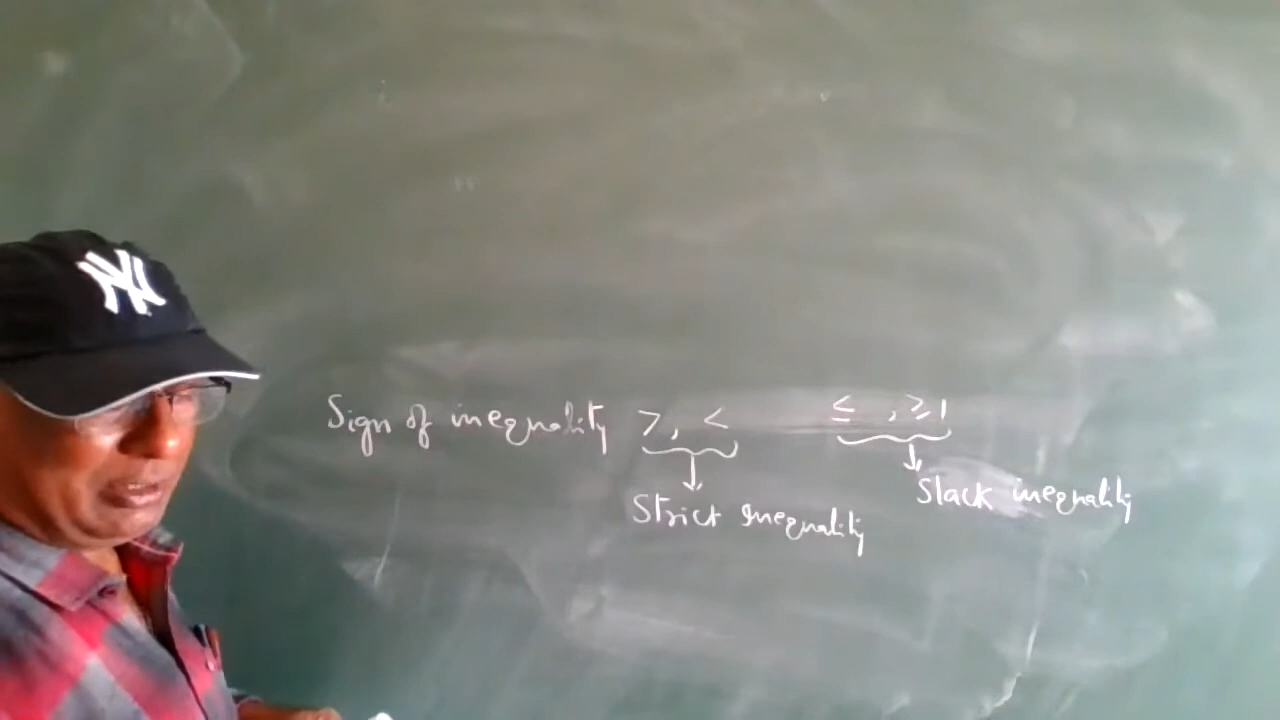 NY
Sign of inequality >, < ≤ , ≥,
Strict inequality
Slack inequality